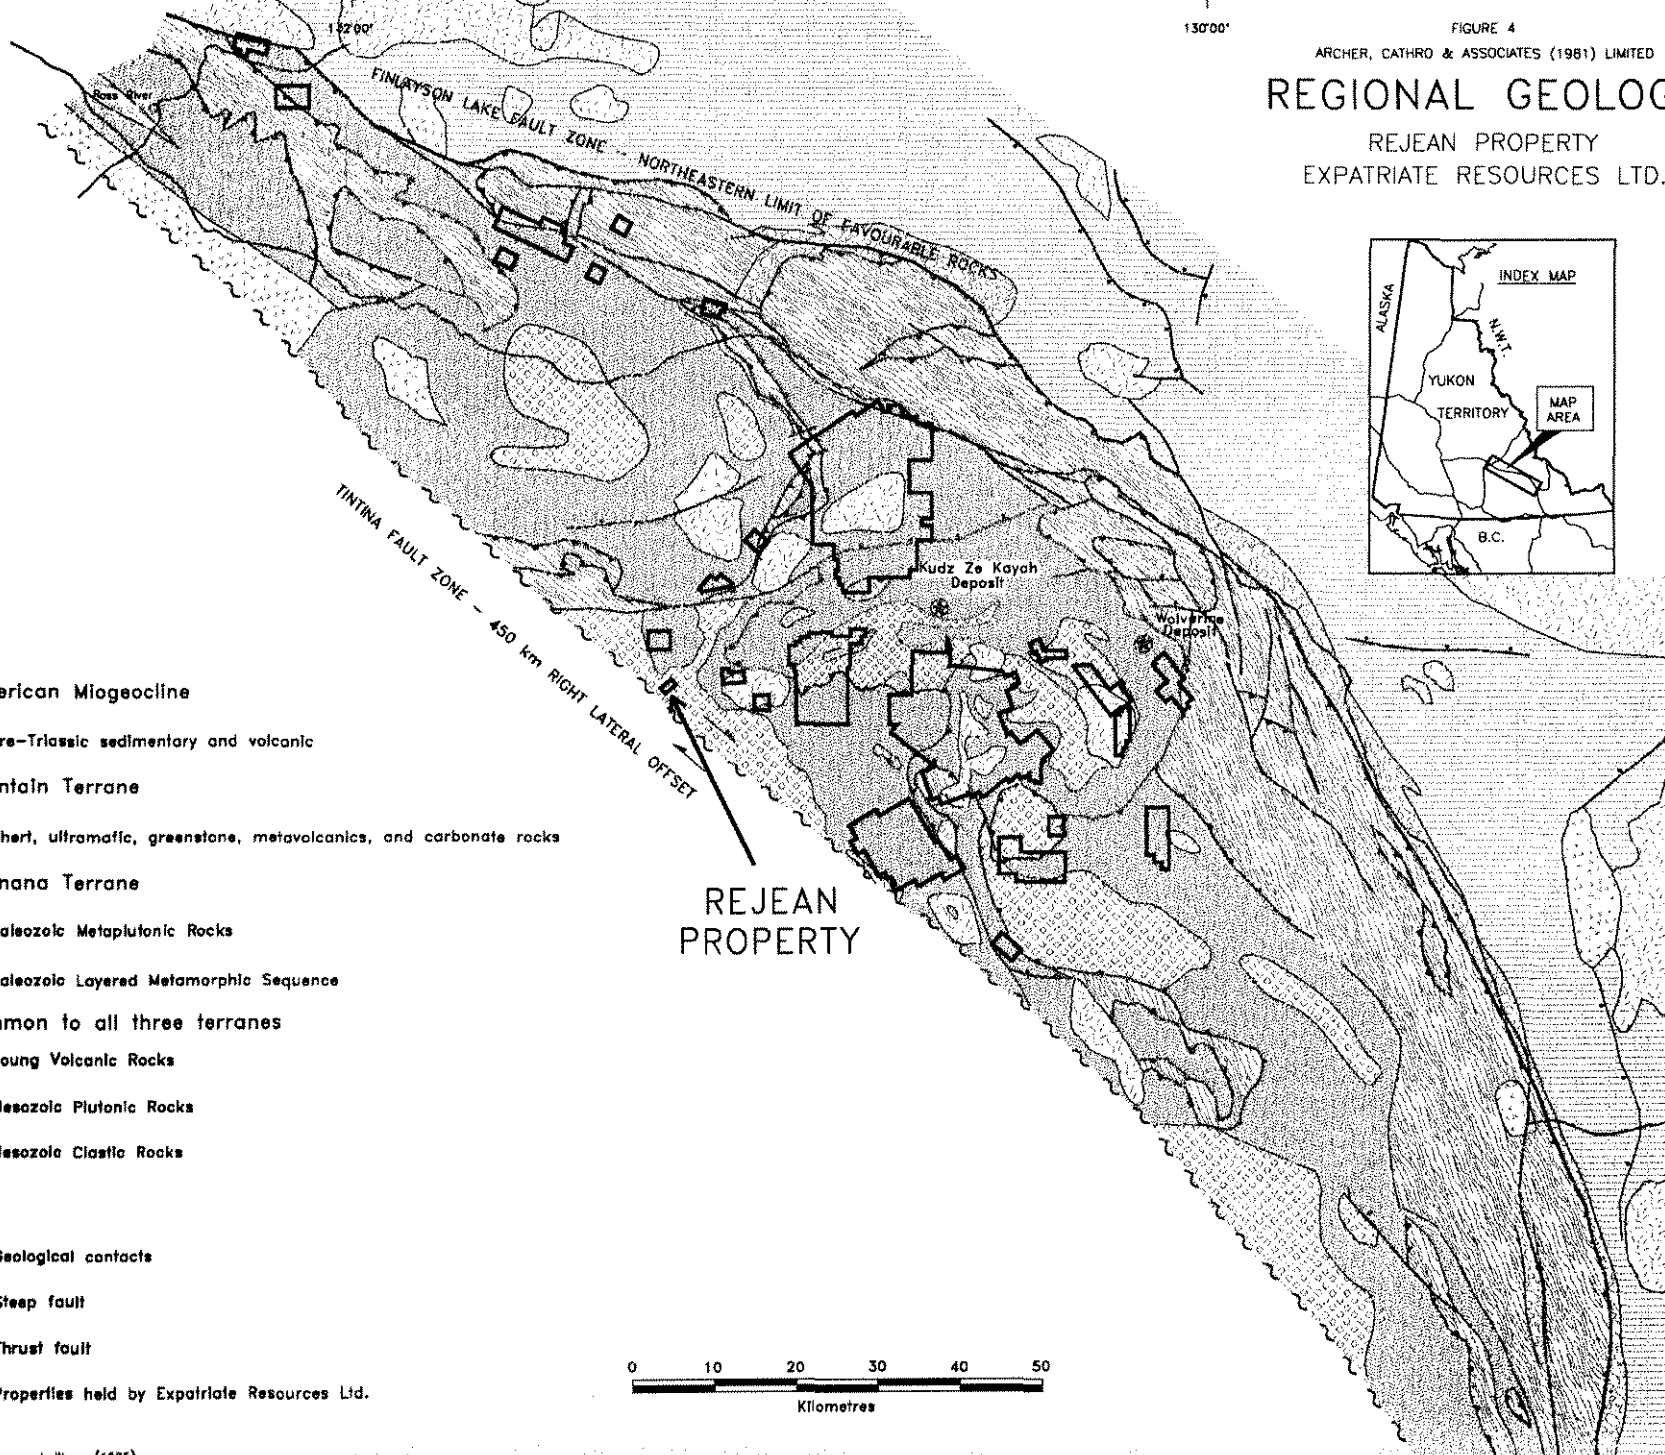 132°00'
130°00'
FIGURE 4
ARCHER, CATHRO & ASSOCIATES (1981) LIMITED
REGIONAL GEOLOG
REJEAN PROPERTY
EXPATRIATE RESOURCES LTD.
Ross River
FINLAYSON LAKE FAULT ZONE -- NORTHEASTERN LIMIT OF FAVOURABLE ROCKS
INDEX MAP
ALASKA
N.W.T.
YUKON
TERRITORY
MAP
AREA
B.C.
TINTINA FAULT ZONE - 450 km RIGHT LATERAL OFFSET
Kudz Ze Kayah
Deposit
Wolverine
Deposit
REJEAN
PROPERTY
erican Miogeocline
re-Triassic sedimentary and volcanic
ntain Terrane
hert, ultramafic, greenstone, metavolcanics, and carbonate rocks
nana Terrane
aleozoic Metaplutonic Rocks
aleozoic Layered Metamorphic Sequence
mmon to all three terranes
oung Volcanic Rocks
lesozoic Plutonic Rocks
lesozoic Clastic Rocks
Geological contacts
Steep fault
Thrust fault
Properties held by Expatriate Resources Ltd.
0 10 20 30 40 50
Kilometres